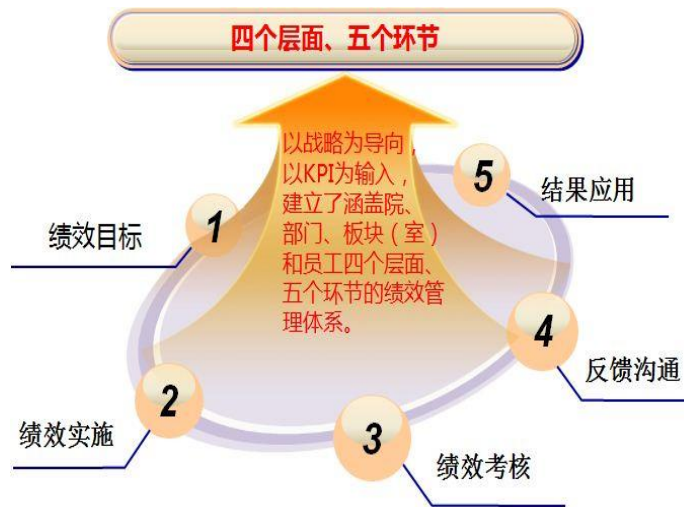 四个层面、五个环节
以战略为导向，
以KPI为输入，
建立了涵盖院、
部门、板块（室）
和员工四个层面、
五个环节的绩效管
理体系。
1
绩效目标
2
绩效实施
3
绩效考核
4
反馈沟通
5
结果应用